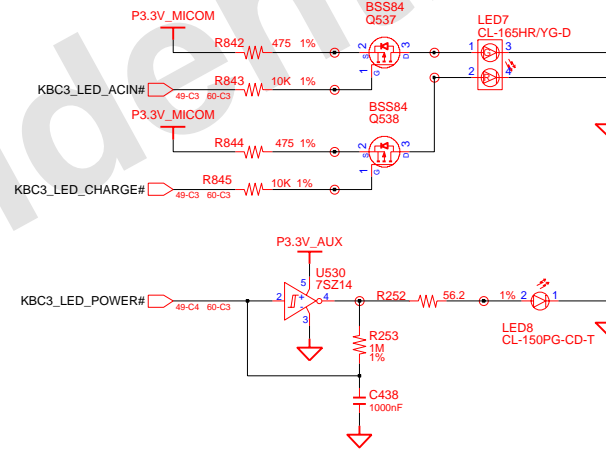 BSS84
P3.3V_MICOM
Q537
LED7
CL-165HR/YG-D
R842 475 1% 2 S D 3 1 3
G
1
KBC3_LED_ACIN# R843 10K 1% 2 4
49-C3 60-C3
BSS84
P3.3V_MICOM
Q538
R844 475 1% 2 S D 3
G
1
R845 10K 1%
KBC3_LED_CHARGE#
49-C3 60-C3
P3.3V_AUX
U530
5 7SZ14
KBC3_LED_POWER# 2 4 R252 56.2 1% 2 1
49-C4 60-C3
3
LED8
CL-150PG-CD-T
R253
1M
1%
C438
1000nF